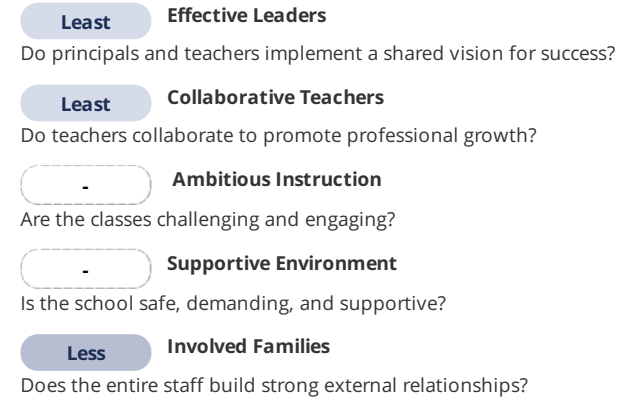 Least Effective Leaders
Do principals and teachers implement a shared vision for success?
Least Collaborative Teachers
Do teachers collaborate to promote professional growth?
- Ambitious Instruction
Are the classes challenging and engaging?
- Supportive Environment
Is the school safe, demanding, and supportive?
Less Involved Families
Does the entire staff build strong external relationships?